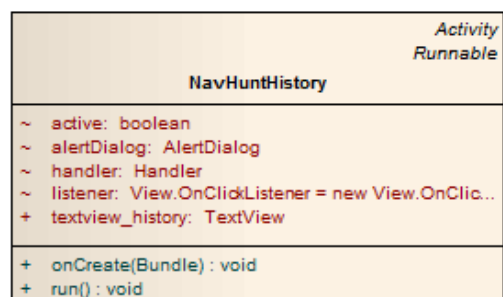 Activity
Runnable
NavHuntHistory
~ active: boolean
~ alertDialog: AlertDialog
~ handler: Handler
~ listener: View.OnClickListener = new View.OnClic...
+ textview_history: TextView
+ onCreate(Bundle) : void
+ run() : void